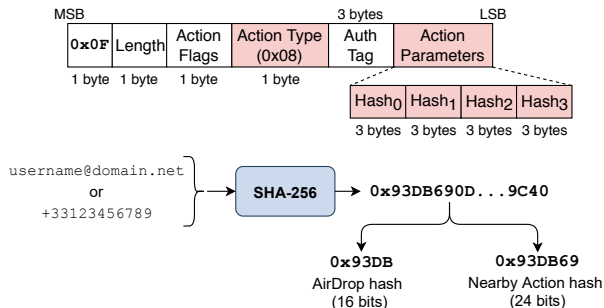 MSB 3 bytes LSB
0x0F Length Action Flags Action Type (0x08) Auth Tag Action Parameters
1 byte 1 byte 1 byte 1 byte
Hash0 Hash1 Hash2 Hash3
3 bytes 3 bytes 3 bytes 3 bytes
username@domain.net
or
+33123456789
SHA-256
0x93DB690D...9C40
0x93DB
AirDrop hash
(16 bits)
0x93DB69
Nearby Action hash
(24 bits)